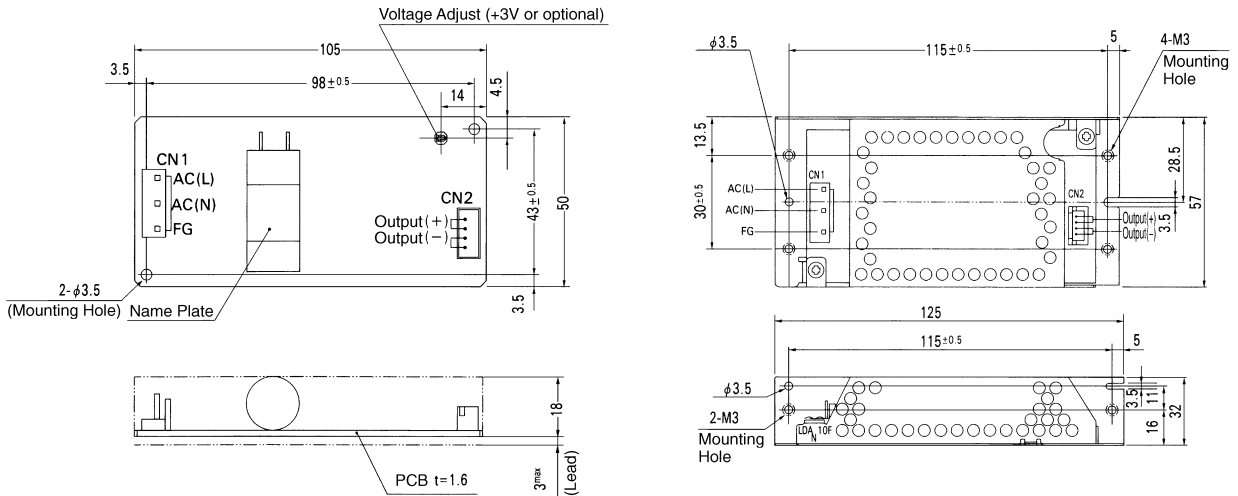 Voltage Adjust (+3V or optional)
105
3.5
98±0.5
14
4.5
CN1
AC(L)
AC(N)
FG
CN2
Output(+)
Output(−)
43±0.5
50
2-ϕ3.5
(Mounting Hole)
Name Plate
3.5
18
PCB t=1.6
3max
(Lead)
ϕ3.5
115±0.5
5
4-M3
Mounting
Hole
13.5
30±0.5
CN1
AC(L)
AC(N)
FG
CN2
Output(+)
Output(−)
28.5
3.5
57
125
115±0.5
5
ϕ3.5
2-M3
Mounting
Hole
LDA 10F
N
3.5
11
16
32